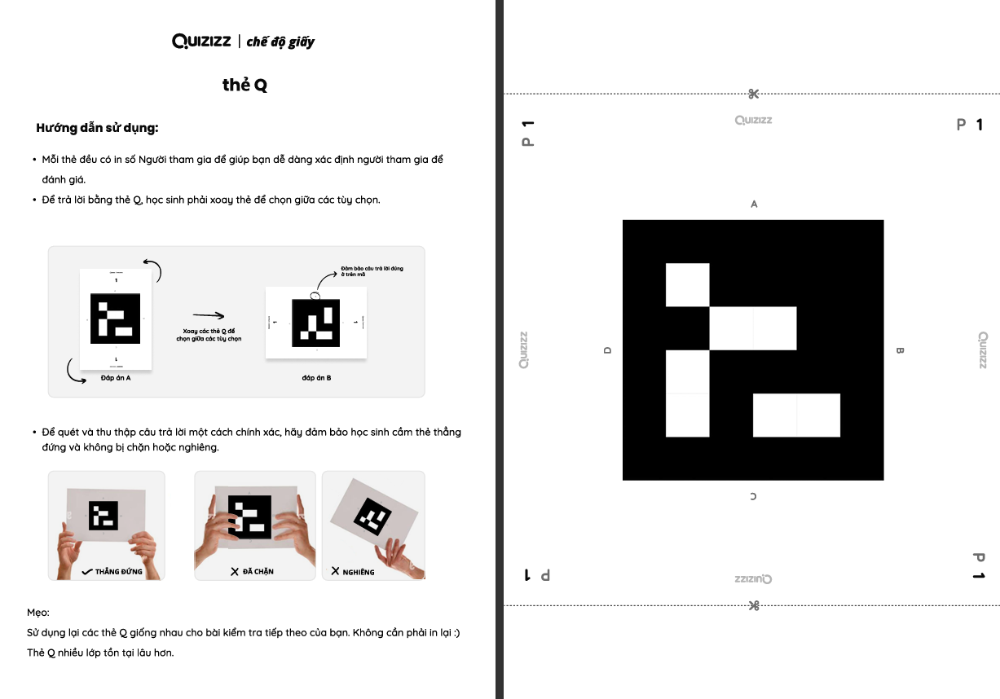 QUIZIZZ | chế độ giấy
thẻ Q
Hướng dẫn sử dụng:
• Mỗi thẻ đều có in số Người tham gia để giúp bạn dễ dàng xác định người tham gia để
đánh giá.
• Để trả lời bằng thẻ Q, học sinh phải xoay thẻ để chọn giữa các tùy chọn.
Đảm bảo câu trả lời đúng
ở trên mã
1
Xoay các thẻ Q để
chọn giữa các tùy chọn
1
1
1
Đáp án A
đáp án B
• Để quét và thu thập câu trả lời một cách chính xác, hãy đảm bảo học sinh cầm thẻ thẳng
đứng và không bị chặn hoặc nghiêng.
THẲNG ĐỨNG
ĐÃ CHẶN
NGHIÊNG
Mẹo:
Sử dụng lại các thẻ Q giống nhau cho bài kiểm tra tiếp theo của bạn. Không cần phải in lại :)
Thẻ Q nhiều lớp tồn tại lâu hơn.
P 1
QUIZIZZ
P 1
A
QUIZIZZ
D
B
QUIZIZZ
C
P 1
QUIZIZZ
P 1